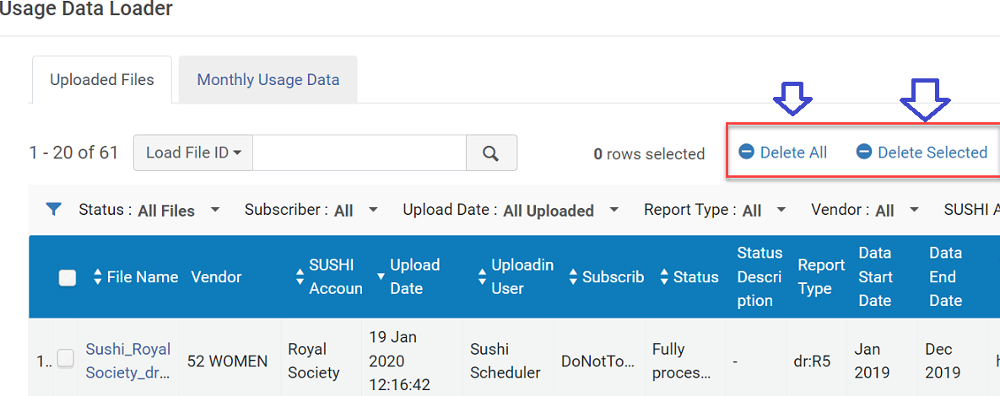 Usage Data Loader
Uploaded Files Monthly Usage Data
1 - 20 of 61 Load File ID 0 rows selected Delete All Delete Selected
Status : All Files Subscriber : All Upload Date : All Uploaded Report Type : All Vendor : All SUSHI A
File Name Vendor
SUSHI
Accoun
Upload
Date
Uploadin
User
Subscrib
Status
Status
Descri
ption
Report
Type
Data
Start
Date
Data
End
Date
1..
Sushi_Royal
Society_dr...
52 WOMEN
Royal
Society
19 Jan
2020
12:16:42
Sushi
Scheduler
DoNotTo...
Fully
proces...
-
dr:R5
Jan
2019
Dec
2019